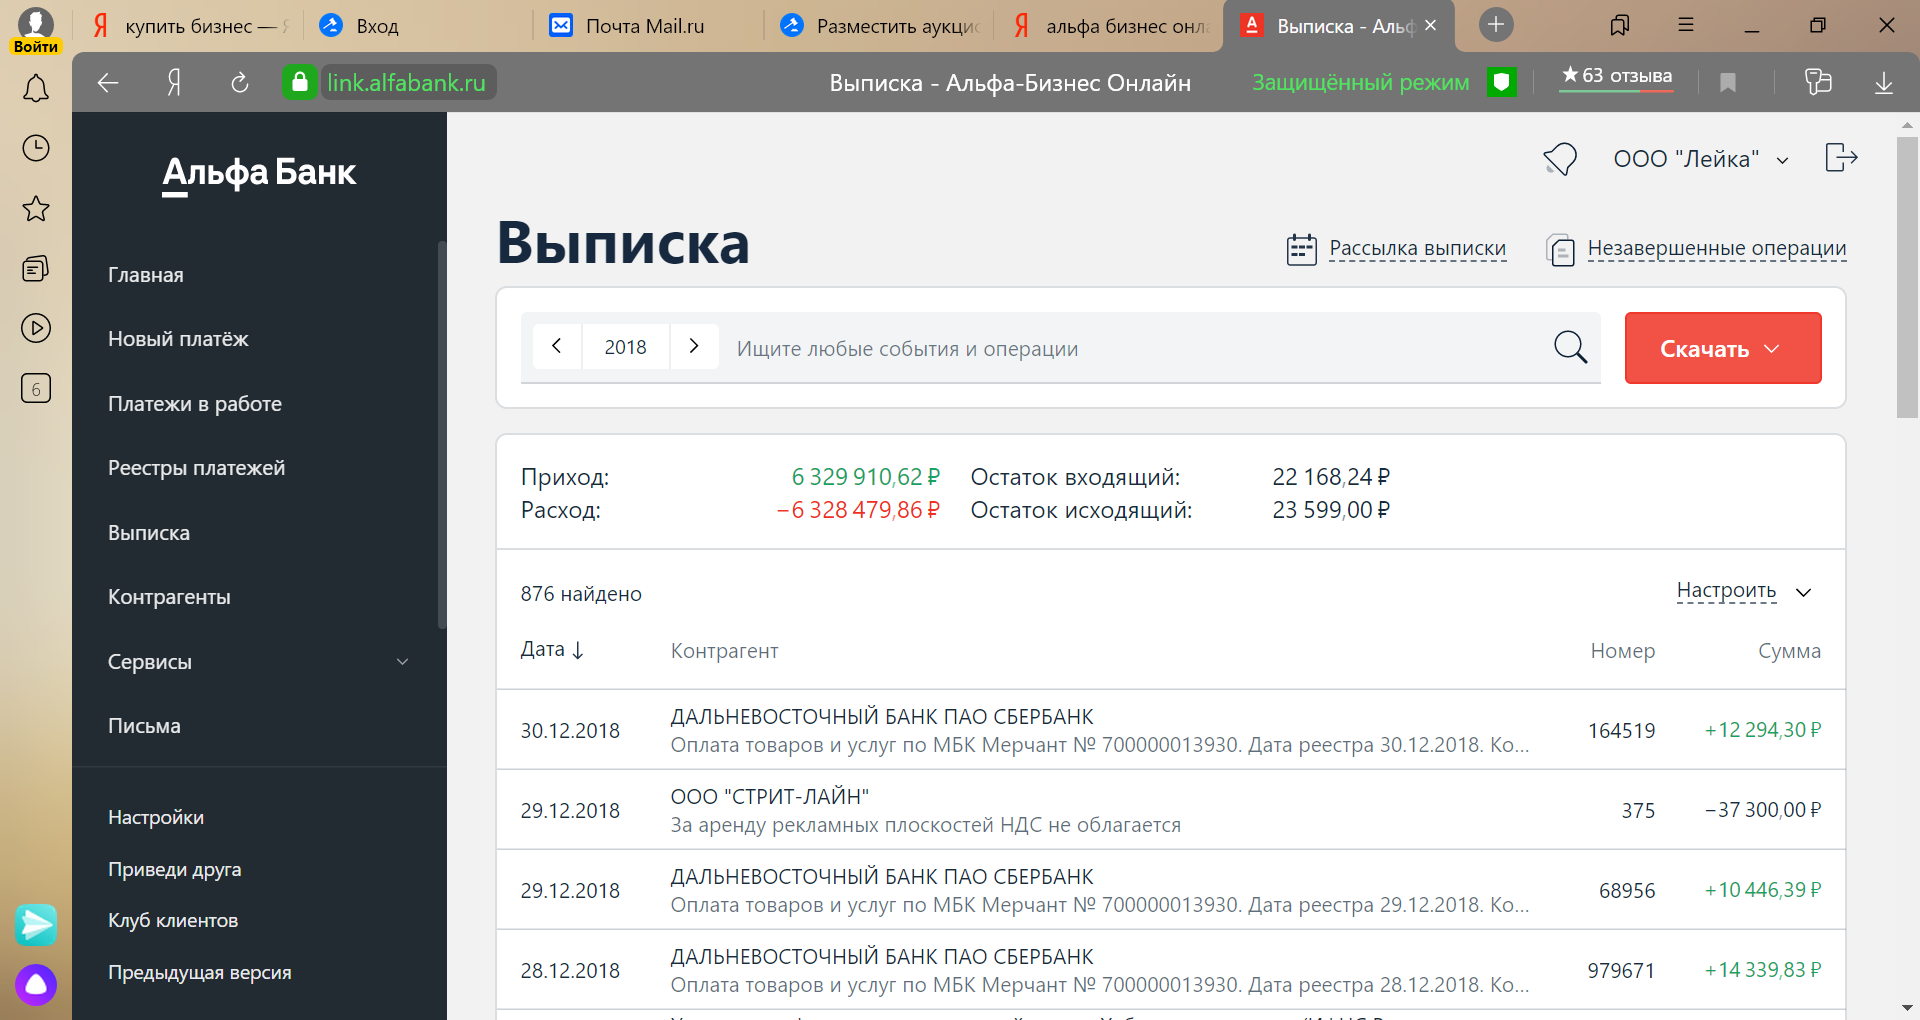 Войти
купить бизнес —
Вход
Почта Mail.ru
Разместить аукци
альфа бизнес онл
Выписка - Альф
link.alfabank.ru
Выписка - Альфа-Бизнес Онлайн
Защищённый режим
★ 63 отзыва
6
Альфа Банк
Главная
Новый платёж
Платежи в работе
Реестры платежей
Выписка
Контрагенты
Сервисы
Письма
Настройки
Приведи друга
Клуб клиентов
Предыдущая версия
ООО "Лейка"
Выписка
Рассылка выписки
Незавершенные операции
2018
Ищите любые события и операции
Скачать
Приход: 6 329 910,62 ₽ Остаток входящий: 22 168,24 ₽
Расход: −6 328 479,86 ₽ Остаток исходящий: 23 599,00 ₽
876 найдено
Настроить
Дата ↓ Контрагент Номер Сумма
30.12.2018 ДАЛЬНЕВОСТОЧНЫЙ БАНК ПАО СБЕРБАНК 164519 +12 294,30 ₽
Оплата товаров и услуг по МБК Мерчант № 700000013930. Дата реестра 30.12.2018. Ко...
29.12.2018 ООО "СТРИТ-ЛАЙН" 375 −37 300,00 ₽
За аренду рекламных плоскостей НДС не облагается
29.12.2018 ДАЛЬНЕВОСТОЧНЫЙ БАНК ПАО СБЕРБАНК 68956 +10 446,39 ₽
Оплата товаров и услуг по МБК Мерчант № 700000013930. Дата реестра 29.12.2018. Ко...
28.12.2018 ДАЛЬНЕВОСТОЧНЫЙ БАНК ПАО СБЕРБАНК 979671 +14 339,83 ₽
Оплата товаров и услуг по МБК Мерчант № 700000013930. Дата реестра 28.12.2018. Ко...